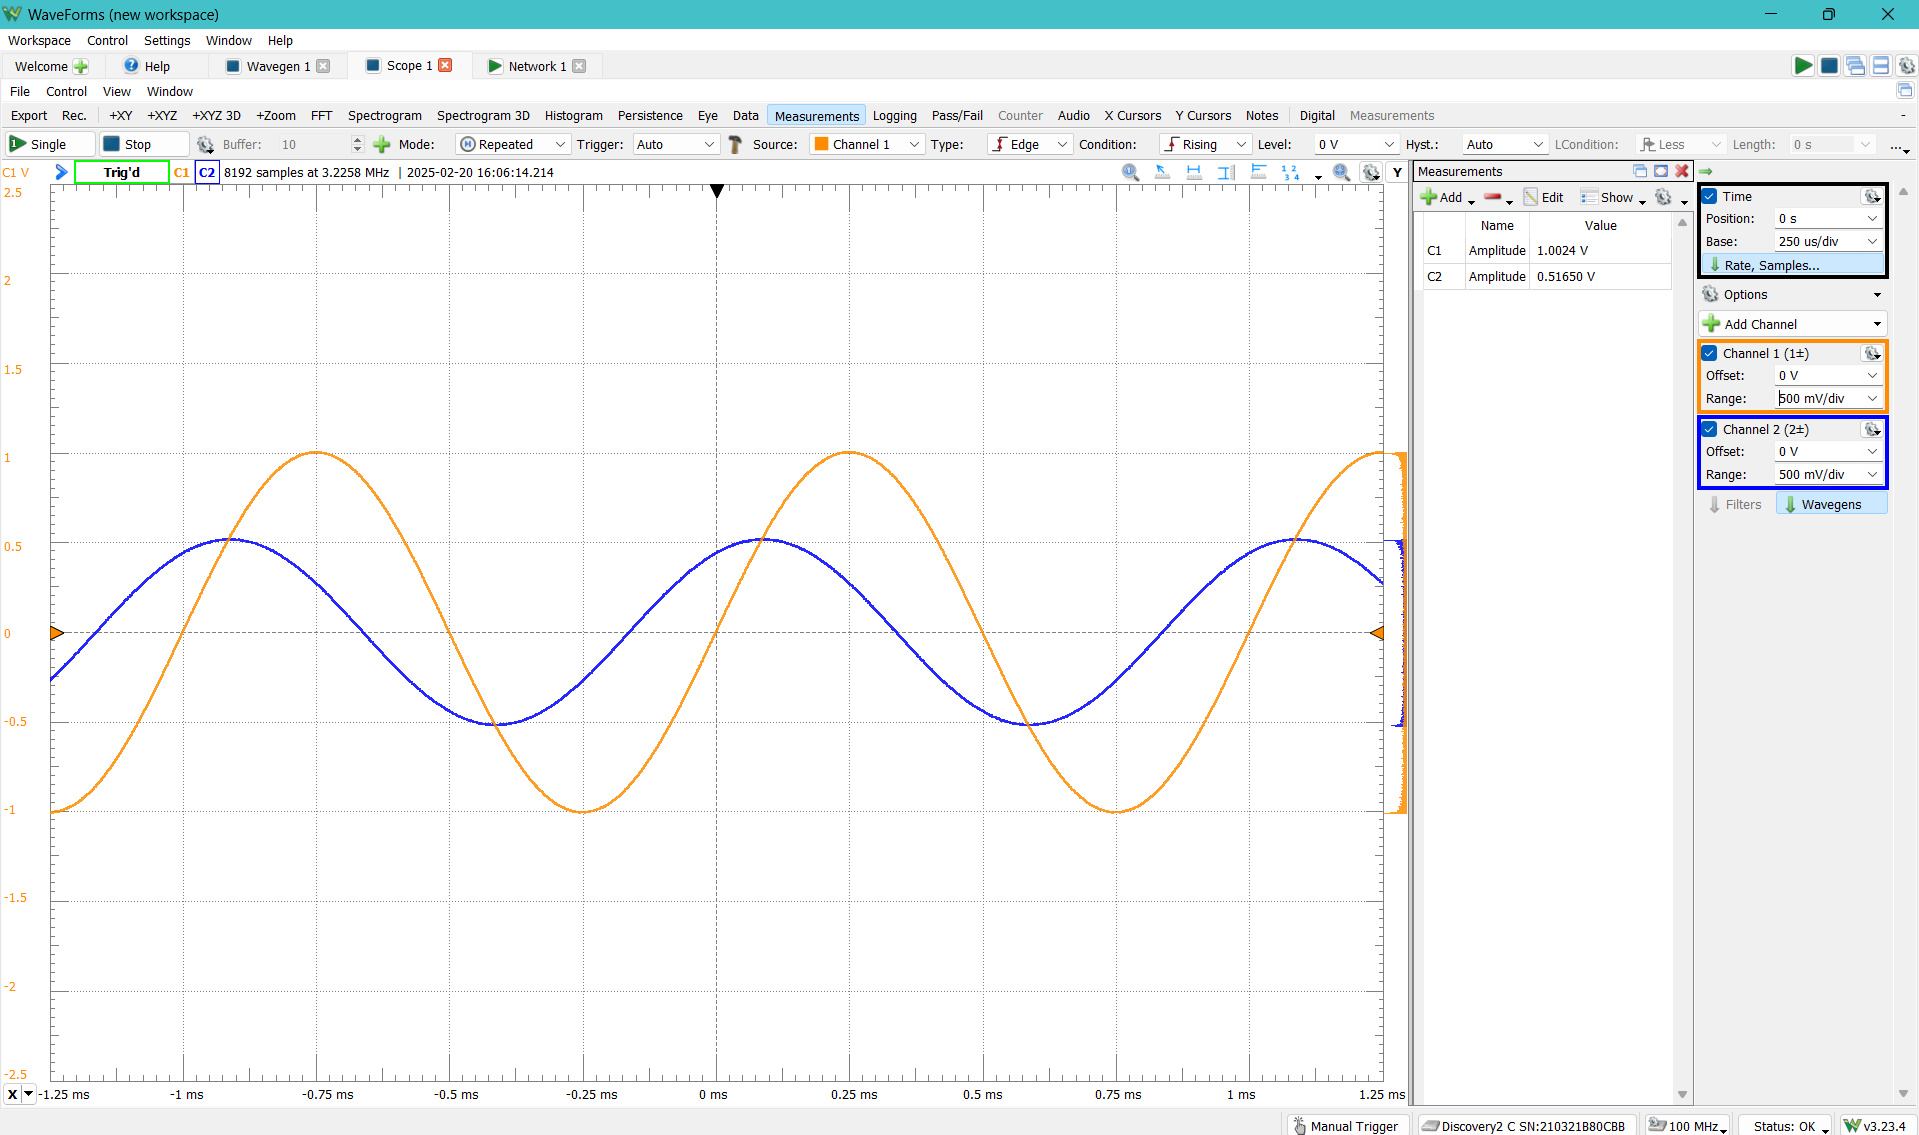 WaveForms (new workspace)
Workspace Control Settings Window Help
Welcome Help Wavegen 1 Scope 1 Network 1
File Control View Window
Export Rec. +XY +XYZ +XYZ 3D +Zoom FFT Spectrogram Spectrogram 3D Histogram Persistence Eye Data Measurements Logging Pass/Fail Counter Audio X Cursors Y Cursors Notes Digital Measurements -
Single Stop Buffer: 10 Mode: Repeated Trigger: Auto Source: Channel 1 Type: Edge Condition: Rising Level: 0 V Hyst.: Auto LCondition: Less Length: 0 s ...
C1 V Trig'd C1 C2 8192 samples at 3.2258 MHz | 2025-02-20 16:06:14.214 Y
2.5
2
1.5
1
0.5
0
-0.5
-1
-1.5
-2
-2.5
X -1.25 ms -1 ms -0.75 ms -0.5 ms -0.25 ms 0 ms 0.25 ms 0.5 ms 0.75 ms 1 ms 1.25 ms
Measurements
Add Edit Show
Name Value
C1 Amplitude 1.0024 V
C2 Amplitude 0.51650 V
Time
Position: 0 s
Base: 250 us/div
Rate, Samples...
Options
Add Channel
Channel 1 (1±)
Offset: 0 V
Range: 500 mV/div
Channel 2 (2±)
Offset: 0 V
Range: 500 mV/div
Filters Wavegens
Manual Trigger Discovery2 C SN:210321B80CBB 100 MHz Status: OK v3.23.4